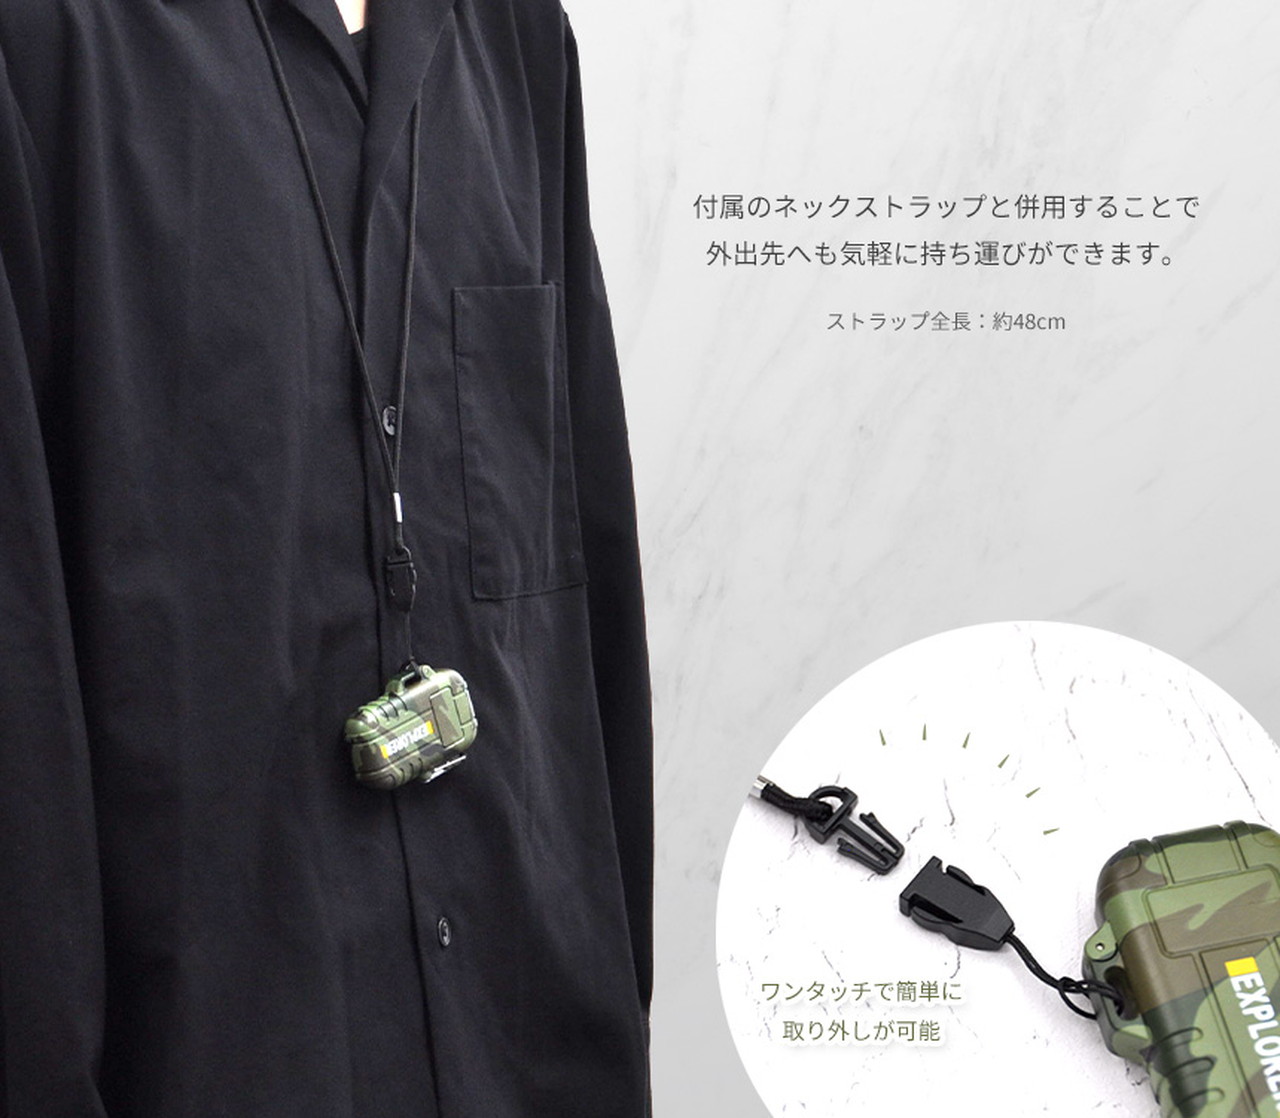 付属のネックストラップと併用することで
外出先へも気軽に持ち運びができます。
ストラップ全長：約48cm
EXPLORER
ワンタッチで簡単に
取り外しが可能
EXPLORER